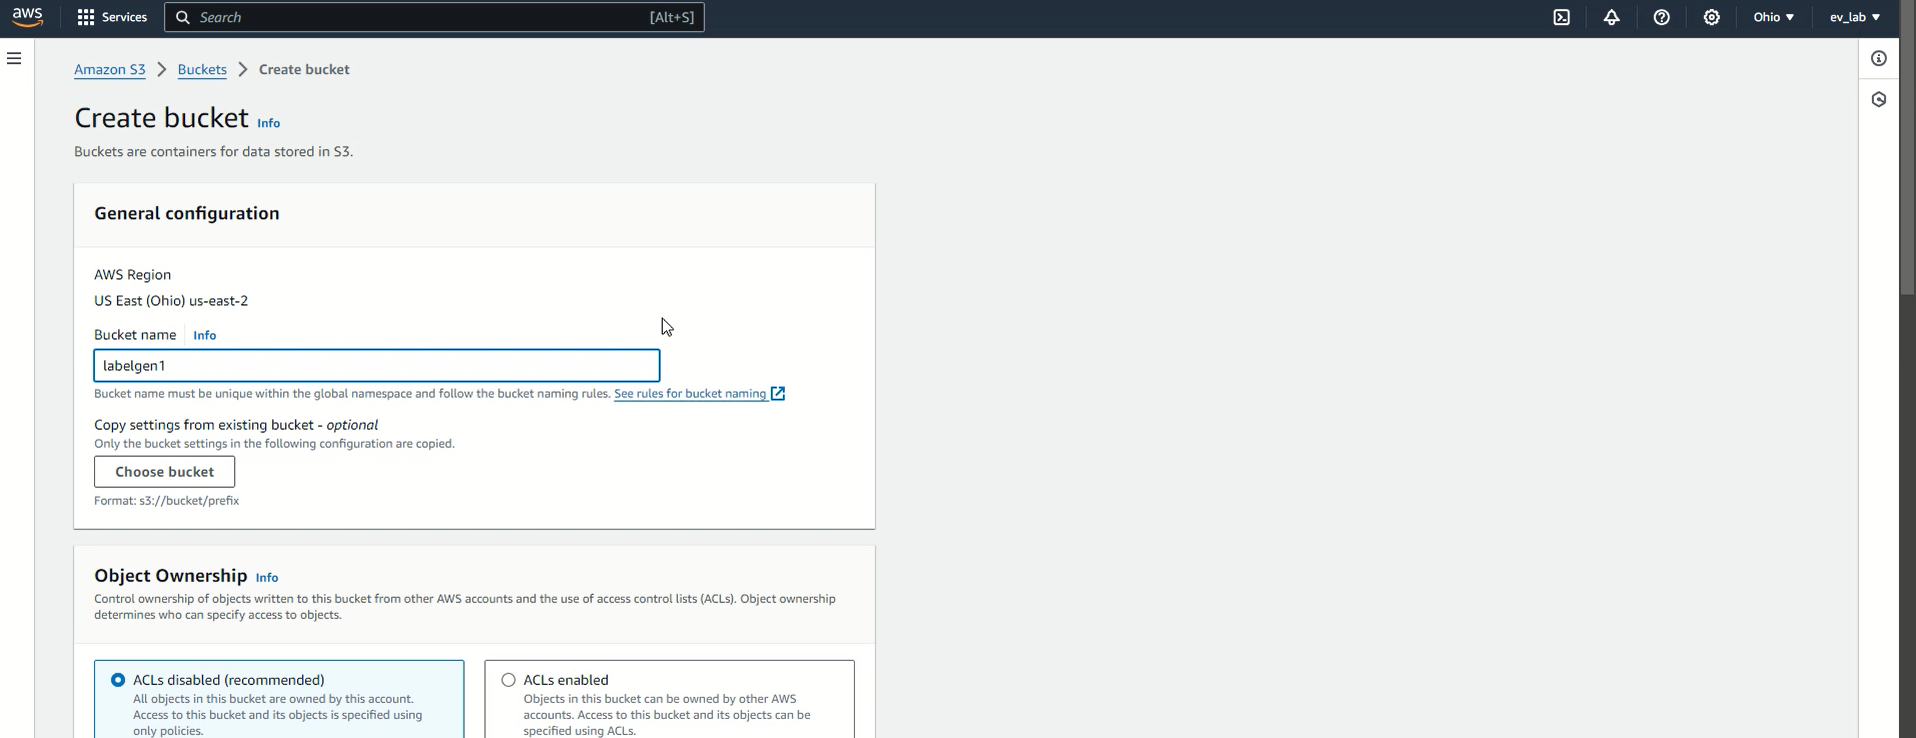 aws Services Search [Alt+S] Ohio ▼ ev_lab ▼
Amazon S3 > Buckets > Create bucket
Create bucket Info
Buckets are containers for data stored in S3.
General configuration
AWS Region
US East (Ohio) us-east-2
Bucket name Info
labelgen1
Bucket name must be unique within the global namespace and follow the bucket naming rules. See rules for bucket naming
Copy settings from existing bucket - optional
Only the bucket settings in the following configuration are copied.
Choose bucket
Format: s3://bucket/prefix
Object Ownership Info
Control ownership of objects written to this bucket from other AWS accounts and the use of access control lists (ACLs). Object ownership
determines who can specify access to objects.
ACLs disabled (recommended)
All objects in this bucket are owned by this account.
Access to this bucket and its objects is specified using
only policies.
ACLs enabled
Objects in this bucket can be owned by other AWS
accounts. Access to this bucket and its objects can be
specified using ACLs.